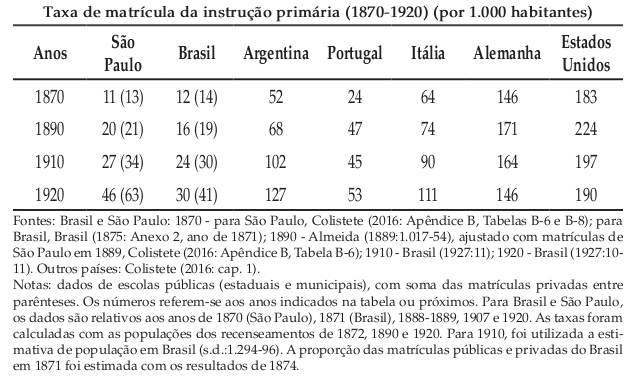 Taxa de matrícula da instrução primária (1870-1920) (por 1.000 habitantes)
Anos São Paulo Brasil Argentina Portugal Itália Alemanha Estados Unidos
1870 11 (13) 12 (14) 52 24 64 146 183
1890 20 (21) 16 (19) 68 47 74 171 224
1910 27 (34) 24 (30) 102 45 90 164 197
1920 46 (63) 30 (41) 127 53 111 146 190
Fontes: Brasil e São Paulo: 1870 - para São Paulo, Colistete (2016: Apêndice B, Tabelas B-6 e B-8); para
Brasil, Brasil (1875: Anexo 2, ano de 1871); 1890 - Almeida (1889:1.017-54), ajustado com matrículas de
São Paulo em 1889, Colistete (2016: Apêndice B, Tabela B-6); 1910 - Brasil (1927:11); 1920 - Brasil (1927:10-
11). Outros países: Colistete (2016: cap. 1).
Notas: dados de escolas públicas (estaduais e municipais), com soma das matrículas privadas entre
parênteses. Os números referem-se aos anos indicados na tabela ou próximos. Para Brasil e São Paulo,
os dados são relativos aos anos de 1870 (São Paulo), 1871 (Brasil), 1888-1889, 1907 e 1920. As taxas foram
calculadas com as populações dos recenseamentos de 1872, 1890 e 1920. Para 1910, foi utilizada a esti-
mativa de população em Brasil (s.d.:1.294-96). A proporção das matrículas públicas e privadas do Brasil
em 1871 foi estimada com os resultados de 1874.